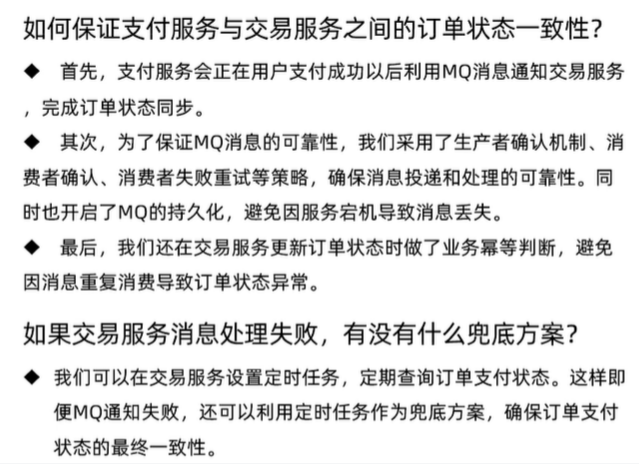 如何保证支付服务与交易服务之间的订单状态一致性？
◆ 首先，支付服务会正在用户支付成功以后利用MQ消息通知交易服务
，完成订单状态同步。
◆ 其次，为了保证MQ消息的可靠性，我们采用了生产者确认机制、消
费者确认、消费者失败重试等策略，确保消息投递和处理的可靠性。同
时也开启了MQ的持久化，避免因服务宕机导致消息丢失。
◆ 最后，我们还在交易服务更新订单状态时做了业务幂等判断，避免
因消息重复消费导致订单状态异常。
如果交易服务消息处理失败，有没有什么兜底方案？
◆ 我们可以在交易服务设置定时任务，定期查询订单支付状态。这样即
便MQ通知失败，还可以利用定时任务作为兜底方案，确保订单支付
状态的最终一致性。